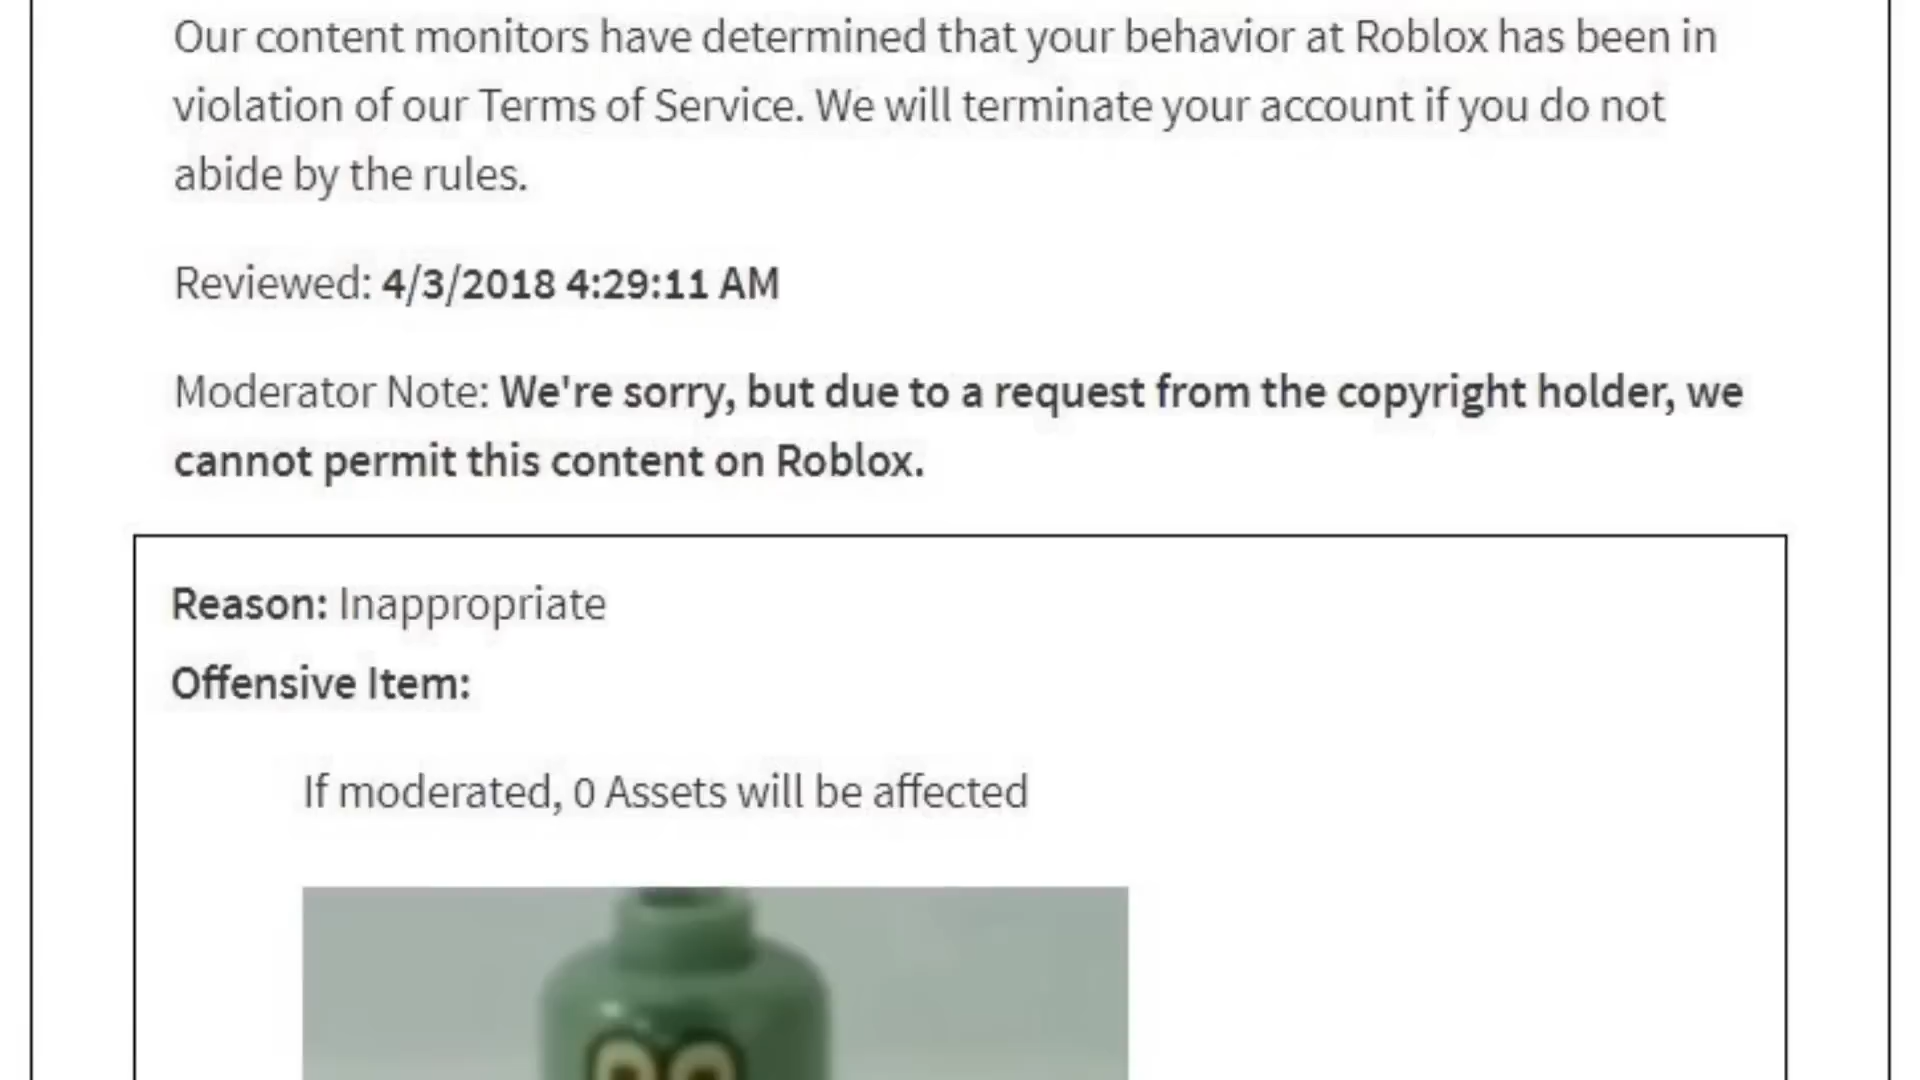 Our content monitors have determined that your behavior at Roblox has been in
violation of our Terms of Service. We will terminate your account if you do not
abide by the rules.
Reviewed: 4/3/2018 4:29:11 AM
Moderator Note: We're sorry, but due to a request from the copyright holder, we
cannot permit this content on Roblox.
Reason: Inappropriate
Offensive Item:
If moderated, 0 Assets will be affected